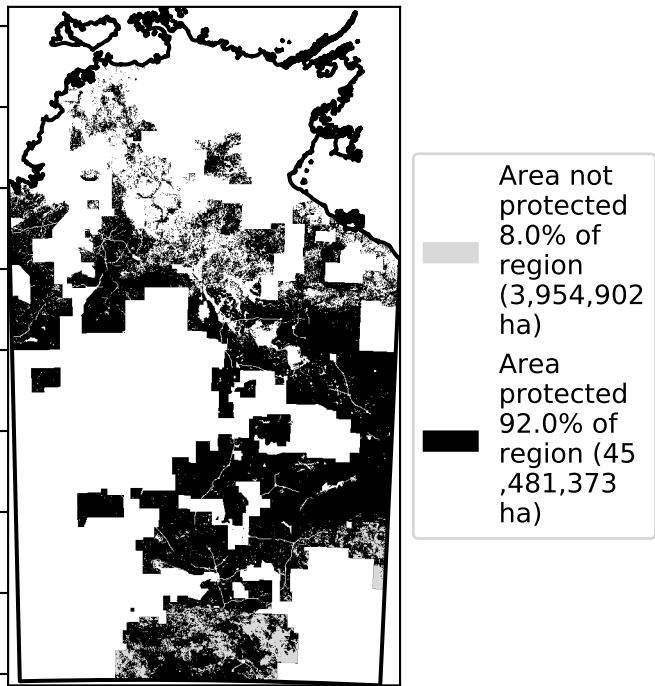 Area not
protected
8.0% of
region
(3,954,902
ha)
Area
protected
92.0% of
region (45
,481,373
ha)